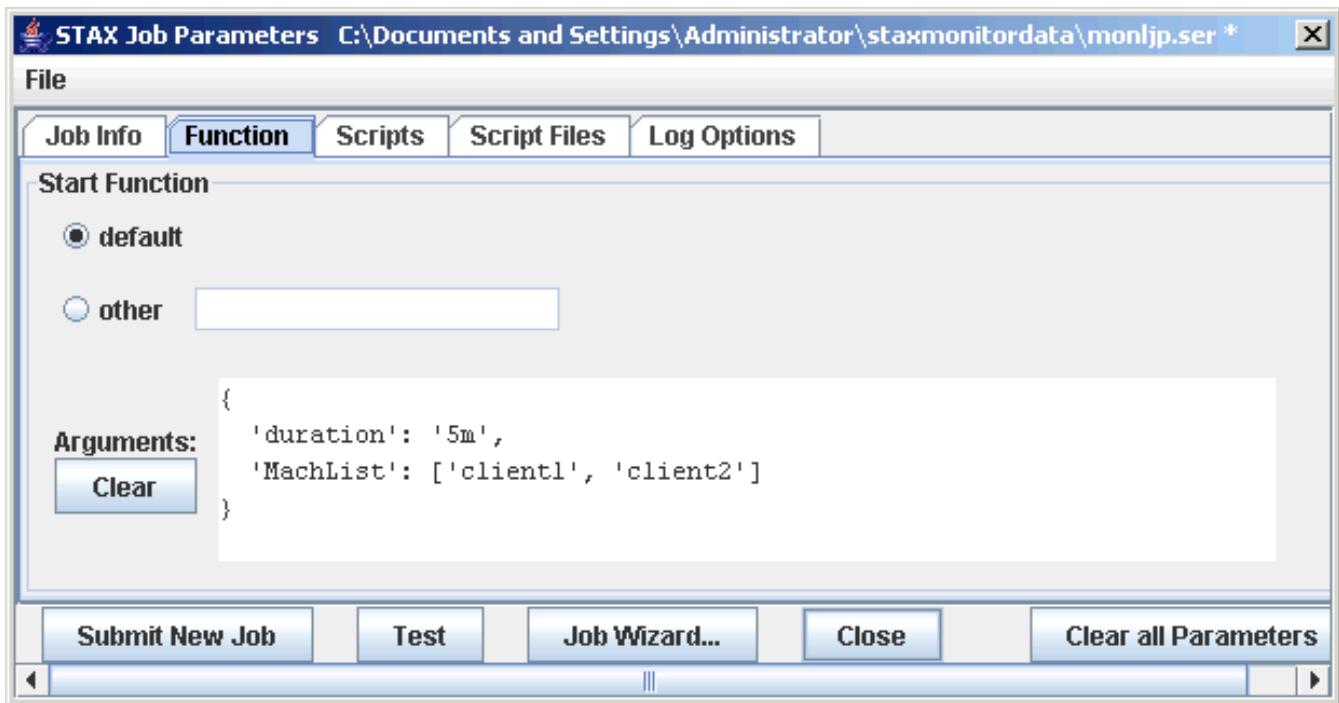 STAX Job Parameters C:\Documents and Settings\Administrator\staxmonitordata\monljp.ser *
File
Job Info Function Scripts Script Files Log Options
Start Function
default
other
Arguments:
Clear
{
'duration': '5m',
'MachList': ['client1', 'client2']
}
Submit New Job Test Job Wizard... Close Clear all Parameters